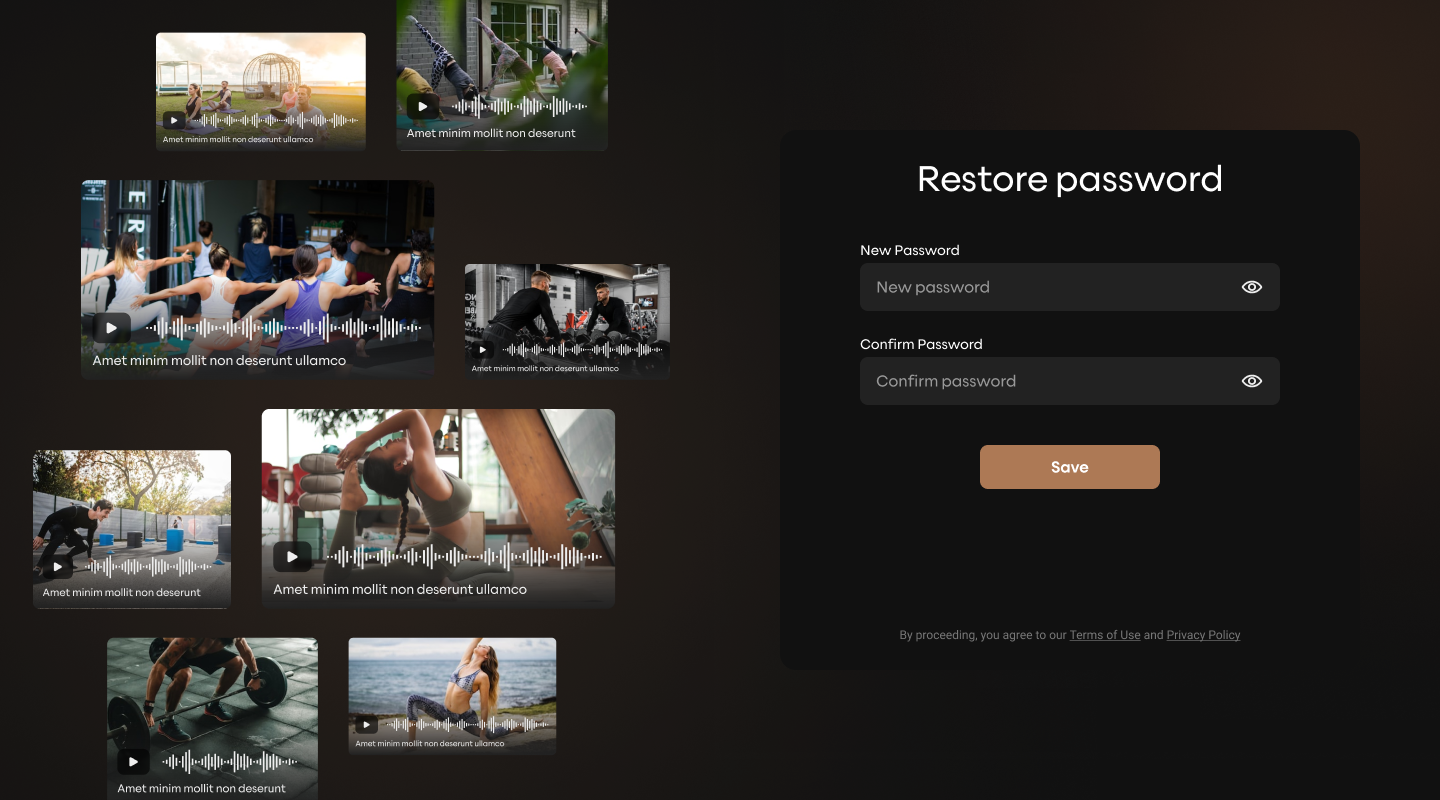 Amet minim mollit non deserunt ullamco
Amet minim mollit non deserunt
E
R
Amet minim mollit non deserunt ullamco
Amet minim mollit non deserunt ullamco
Amet minim mollit non deserunt
Amet minim mollit non deserunt ullamco
Amet minim mollit non deserunt
Amet minim mollit non deserunt ullamco
Restore password
New Password
New password
Confirm Password
Confirm password
Save
By proceeding, you agree to our Terms of Use and Privacy Policy